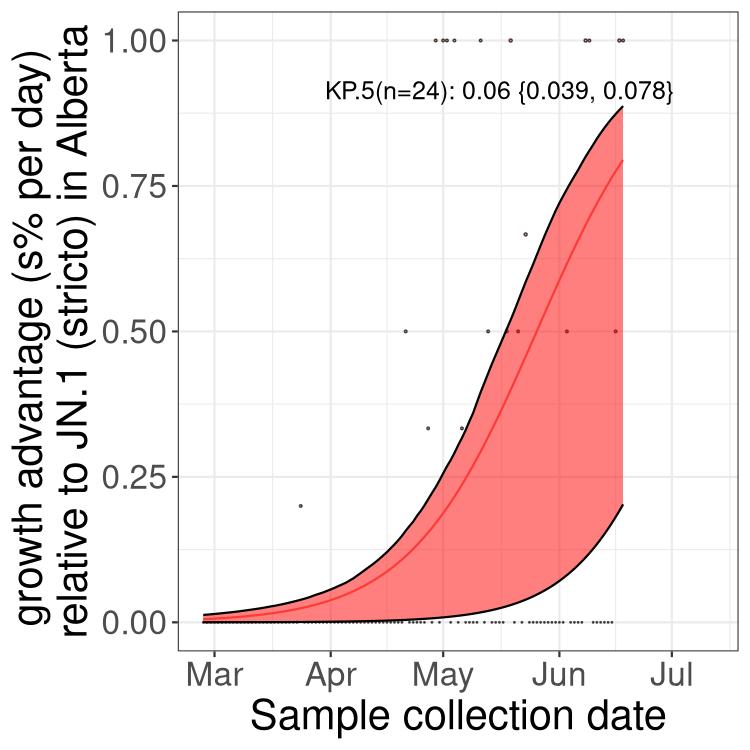 growth advantage (s% per day)
relative to JN.1 (stricto) in Alberta
1.00
0.75
0.50
0.25
0.00
KP.5(n=24): 0.06 {0.039, 0.078}
Mar Apr May Jun Jul
Sample collection date